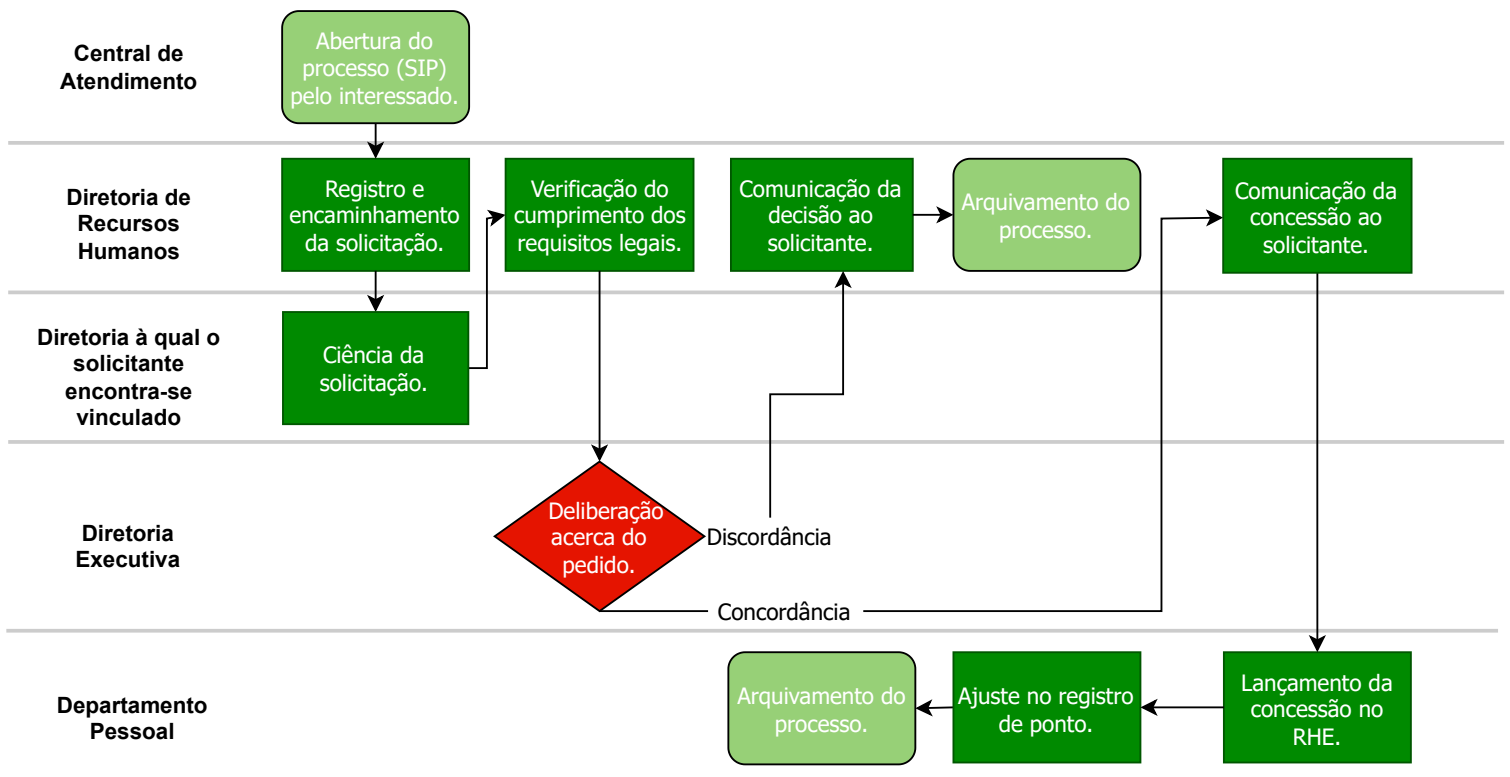 Central de
Atendimento
Abertura do
processo (SIP)
pelo interessado.
Diretoria de
Recursos
Humanos
Registro e
encaminhamento
da solicitação.
Verificação do
cumprimento dos
requisitos legais.
Comunicação da
decisão ao
solicitante.
Arquivamento do
processo.
Comunicação da
concessão ao
solicitante.
Diretoria à qual o
solicitante
encontra-se
vinculado
Ciência da
solicitação.
Diretoria
Executiva
Deliberação
acerca do
pedido.
Discordância
Concordância
Departamento
Pessoal
Arquivamento do
processo.
Ajuste no registro
de ponto.
Lançamento da
concessão no
RHE.